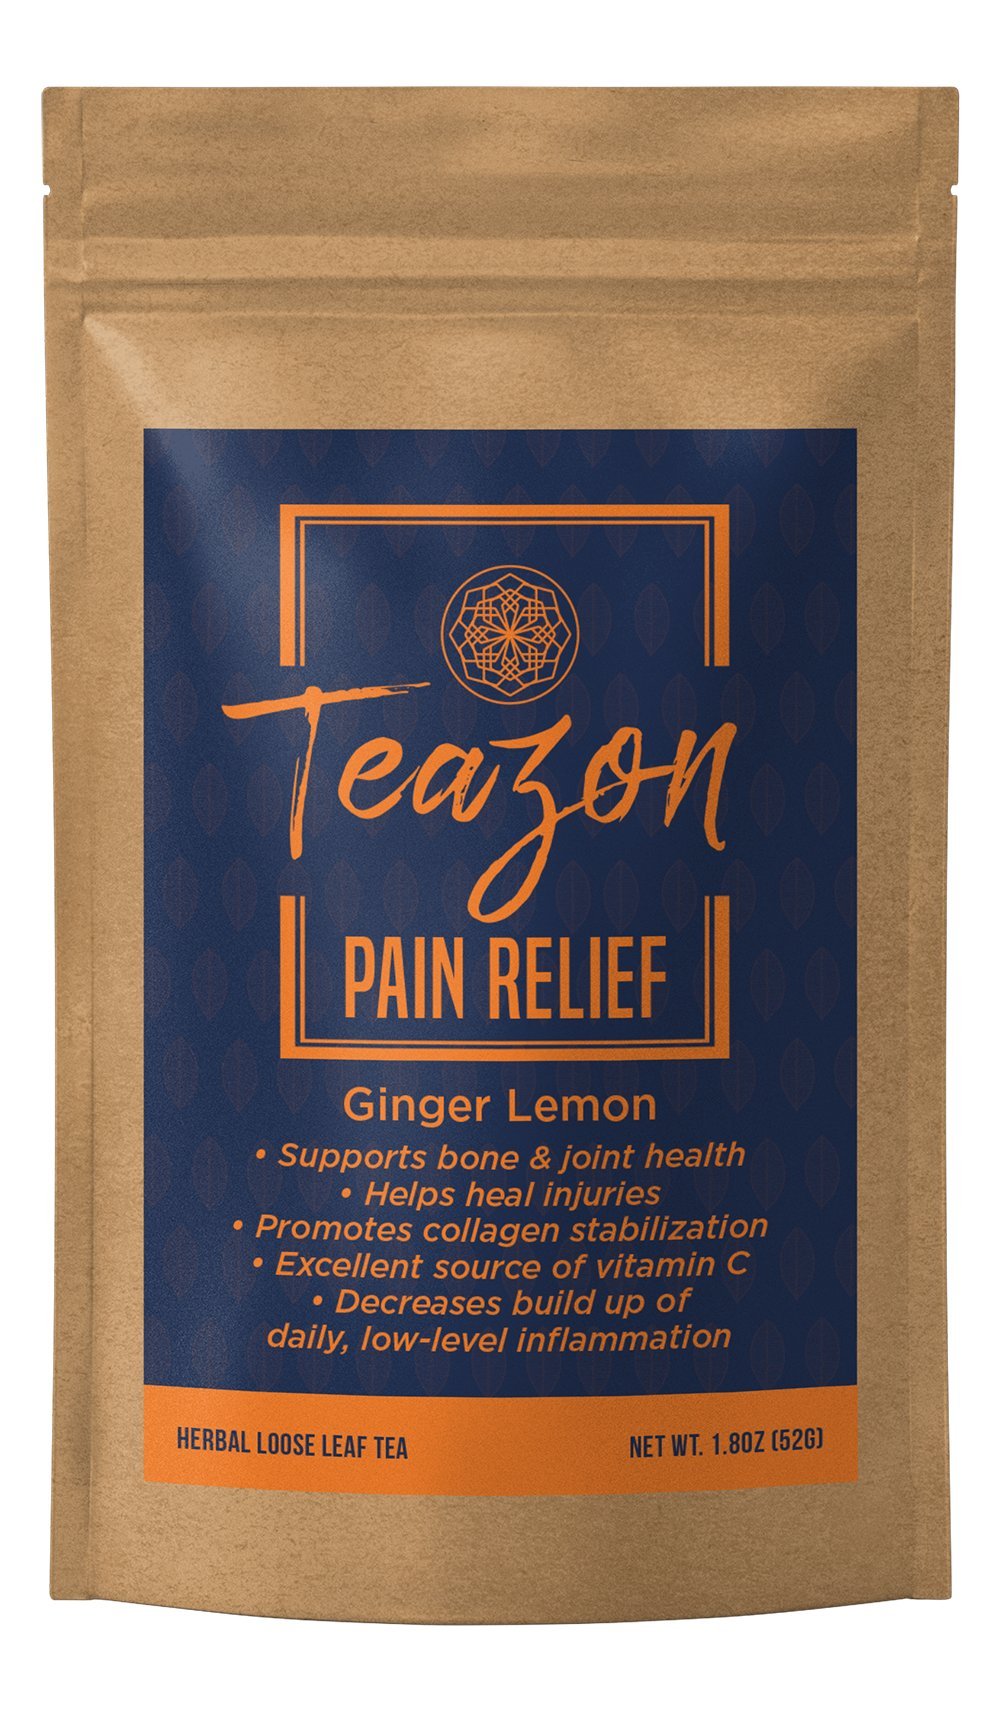 Teazon
PAIN RELIEF
Ginger Lemon
• Supports bone & joint health
• Helps heal injuries
• Promotes collagen stabilization
• Excellent source of vitamin C
• Decreases build up of
daily, low-level inflammation
HERBAL LOOSE LEAF TEA
NET WT. 1.8OZ (52G)